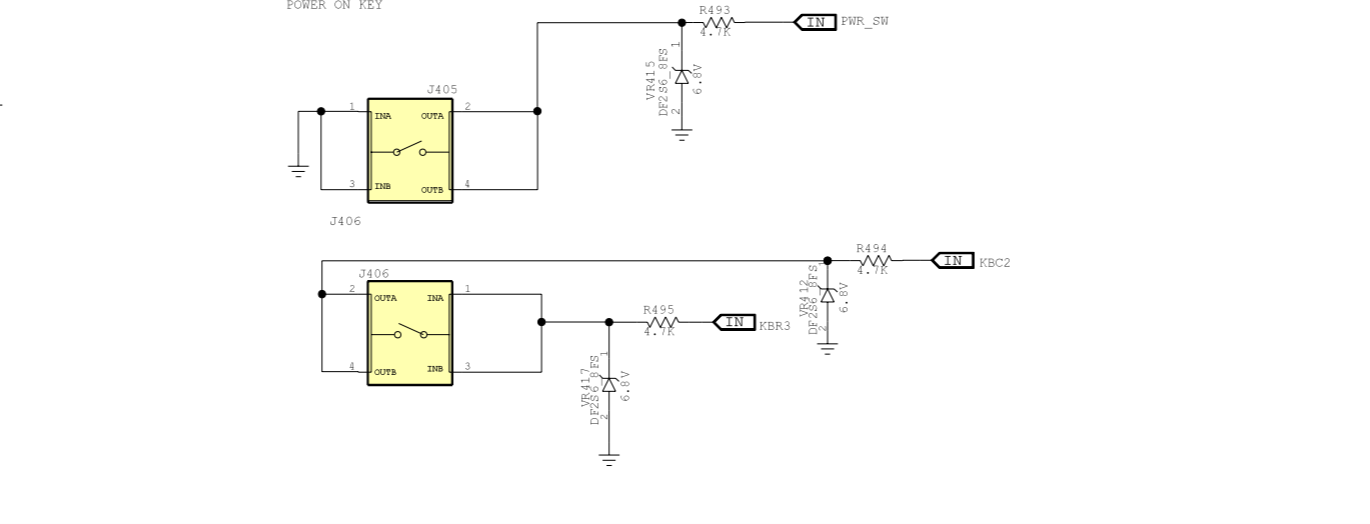 POWER ON KEY
R493
4.7K
IN
PWR_SW
VR415
DF2S6_8FS
1
2
6.8V
J405
1
2
INA
OUTA
INB
OUTB
3
4
J406
R494
4.7K
IN
KBC2
VR412
DF2S6_8FS
1
2
6.8V
J406
2
1
OUTA
INA
OUTB
INB
4
3
R495
4.7K
IN
KBR3
VR417
DF2S6_8FS
1
2
6.8V